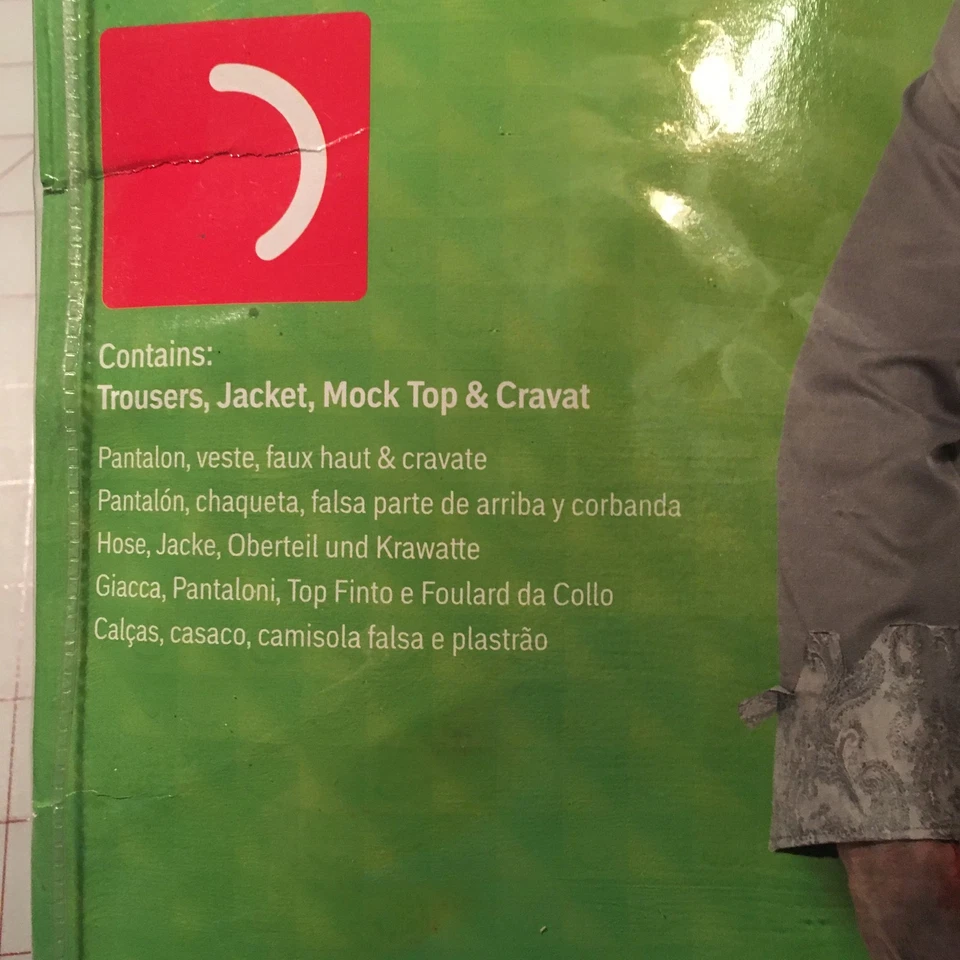 Contains:
Trousers, Jacket, Mock Top & Cravat
Pantalon, veste, faux haut & cravate
Pantalón, chaqueta, falsa parte de arriba y corbanda
Hose, Jacke, Oberteil und Krawatte
Giacca, Pantaloni, Top Finto e Foulard da Collo
Calças, casaco, camisola falsa e plastrão